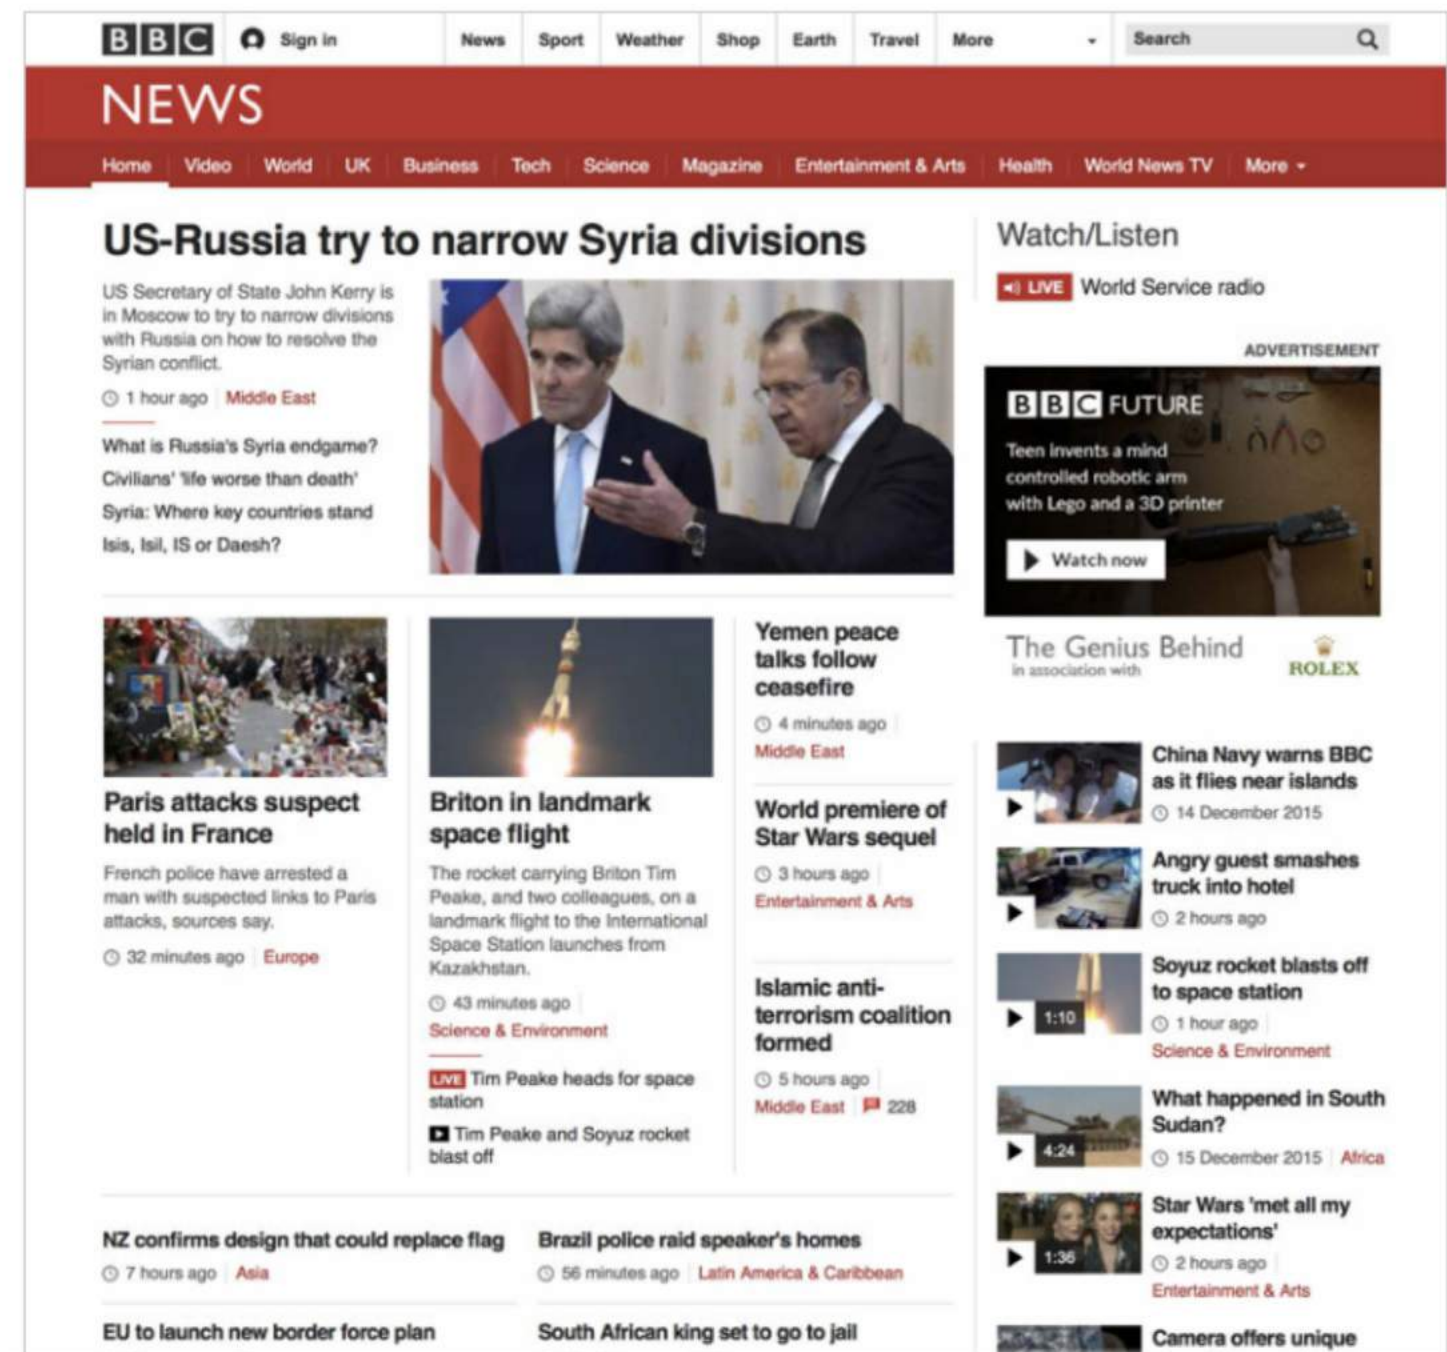 BBC
Sign in
News
Sport
Weather
Shop
Earth
Travel
More
Search
NEWS
Home
Video
World
UK
Business
Tech
Science
Magazine
Entertainment & Arts
Health
World News TV
More
US-Russia try to narrow Syria divisions
US Secretary of State John Kerry is
in Moscow to try to narrow divisions
with Russia on how to resolve the
Syrian conflict.
1 hour ago
Middle East
What is Russia's Syria endgame?
Civilians' 'life worse than death'
Syria: Where key countries stand
Isis, Isil, IS or Daesh?
Paris attacks suspect
held in France
French police have arrested a
man with suspected links to Paris
attacks, sources say.
32 minutes ago
Europe
Briton in landmark
space flight
The rocket carrying Briton Tim
Peake, and two colleagues, on a
landmark flight to the International
Space Station launches from
Kazakhstan.
43 minutes ago
Science & Environment
LIVE Tim Peake heads for space
station
Tim Peake and Soyuz rocket
blast off
Yemen peace
talks follow
ceasefire
4 minutes ago
Middle East
World premiere of
Star Wars sequel
3 hours ago
Entertainment & Arts
Islamic anti-
terrorism coalition
formed
5 hours ago
Middle East
228
NZ confirms design that could replace flag
7 hours ago
Asia
Brazil police raid speaker's homes
56 minutes ago
Latin America & Caribbean
EU to launch new border force plan
South African king set to go to jail
Watch/Listen
LIVE World Service radio
ADVERTISEMENT
BBC FUTURE
Teen Invents a mind
controlled robotic arm
with Lego and a 3D printer
Watch now
The Genius Behind
in association with
ROLEX
China Navy warns BBC
as it flies near islands
14 December 2015
Angry guest smashes
truck into hotel
2 hours ago
1:10
Soyuz rocket blasts off
to space station
1 hour ago
Science & Environment
4:24
What happened in South
Sudan?
15 December 2015
Africa
1:36
Star Wars 'met all my
expectations'
2 hours ago
Entertainment & Arts
Camera offers unique